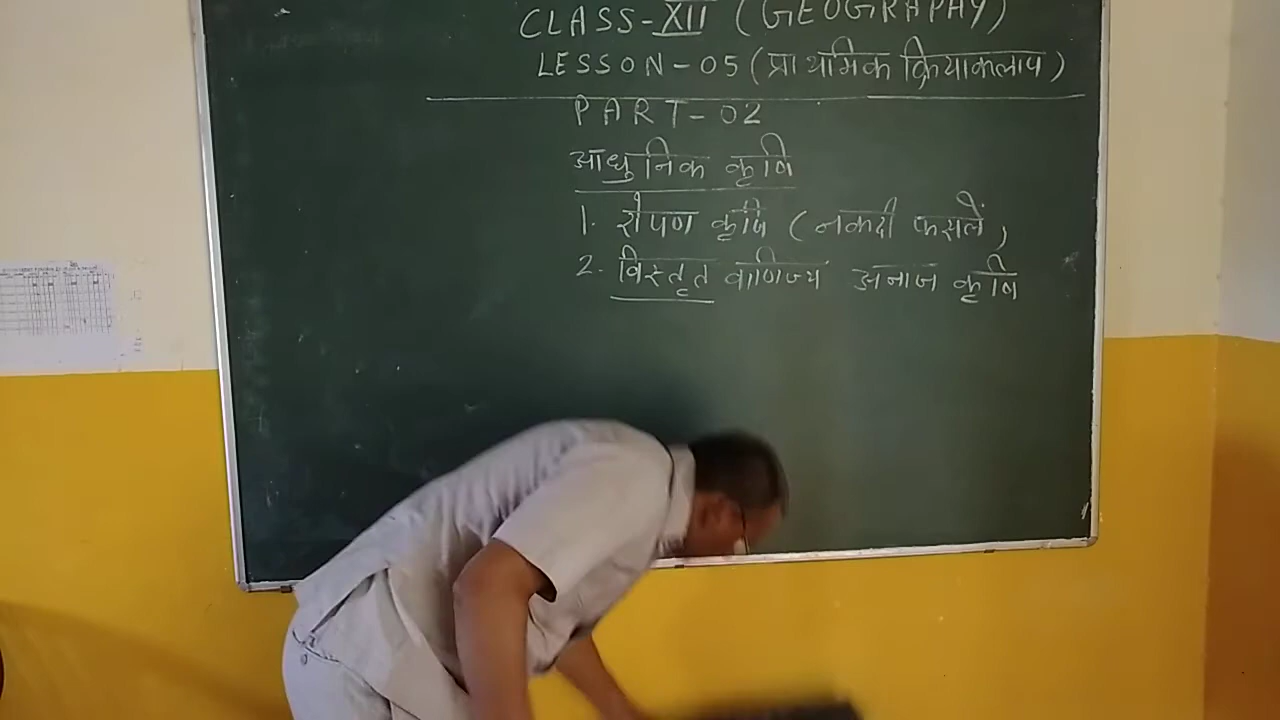 CLASS-XII (GEOGRAPHY)
LESSON-05 (प्राथमिक क्रियाकलाप)
PART-02
आधुनिक कृषि
1. रोपण कृषि (नकदी फसलें)
2. विस्तृत वाणिज्य अनाज कृषि